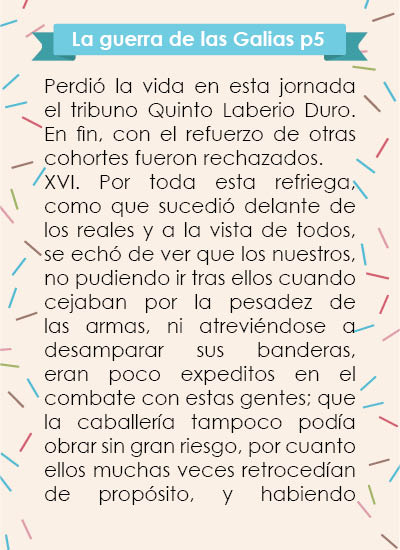 La guerra de las Galias p5
Perdió la vida en esta jornada
el tribuno Quinto Laberio Duro.
En fin, con el refuerzo de otras
cohortes fueron rechazados.
XVI. Por toda esta refriega,
como que sucedió delante de
los reales y a la vista de todos,
se echó de ver que los nuestros,
no pudiendo ir tras ellos cuando
cejaban por la pesadez de
las armas, ni atreviéndose a
desamparar sus banderas,
eran poco expeditos en el
combate con estas gentes; que
la caballería tampoco podía
obrar sin gran riesgo, por cuanto
ellos muchas veces retrocedían
de propósito, y habiendo